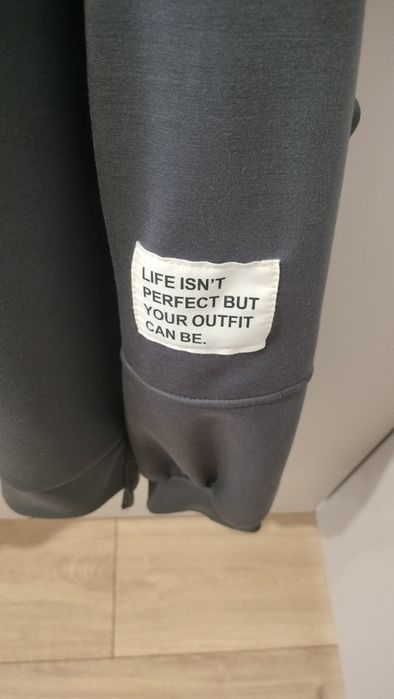 LIFE ISN'T
PERFECT BUT
YOUR OUTFIT
CAN BE.